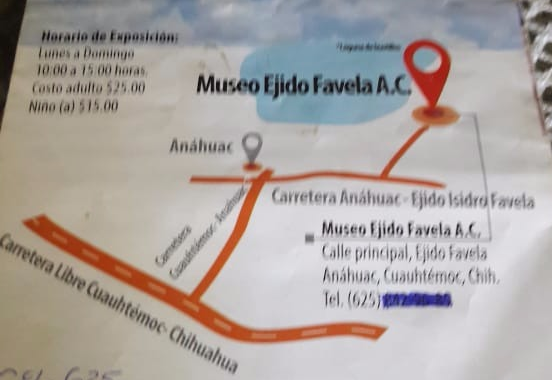 Horario de Exposición:
Lunes a Domingo
10:00 a 15:00 horas.
Costo adulto $25.00
Niño (a) $15.00
Museo Ejido Favela A.C.
Anáhuac
Carretera Anáhuac - Ejido Isidro Favela
Carretera
Cuauhtémoc- Anáhuac
Museo Ejido Favela A.C.
Calle principal, Ejido Favela
Anáhuac, Cuauhtémoc, Chih.
Tel. (625)
Carretera Libre Cuauhtémoc- Chihuahua